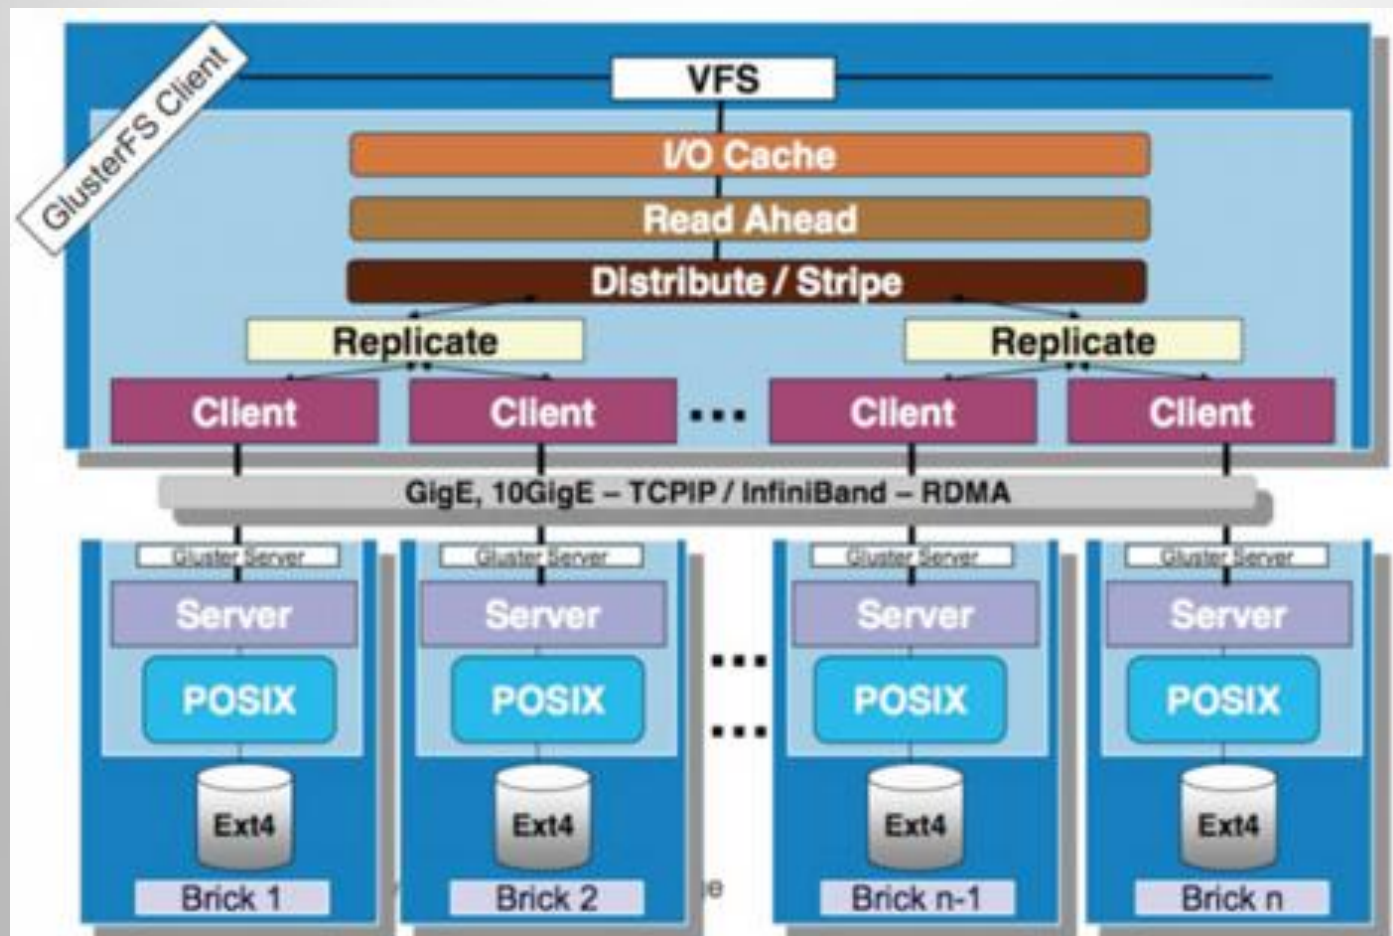 GlusterFS Client
VFS
I/O Cache
Read Ahead
Distribute / Stripe
Replicate Replicate
Client Client ... Client Client
GigE, 10GigE – TCPIP / InfiniBand – RDMA
Gluster Server Gluster Server Gluster Server Gluster Server
Server Server Server Server
POSIX POSIX ... POSIX POSIX
...
Ext4 Ext4 Ext4 Ext4
Brick 1 Brick 2 Brick n-1 Brick n